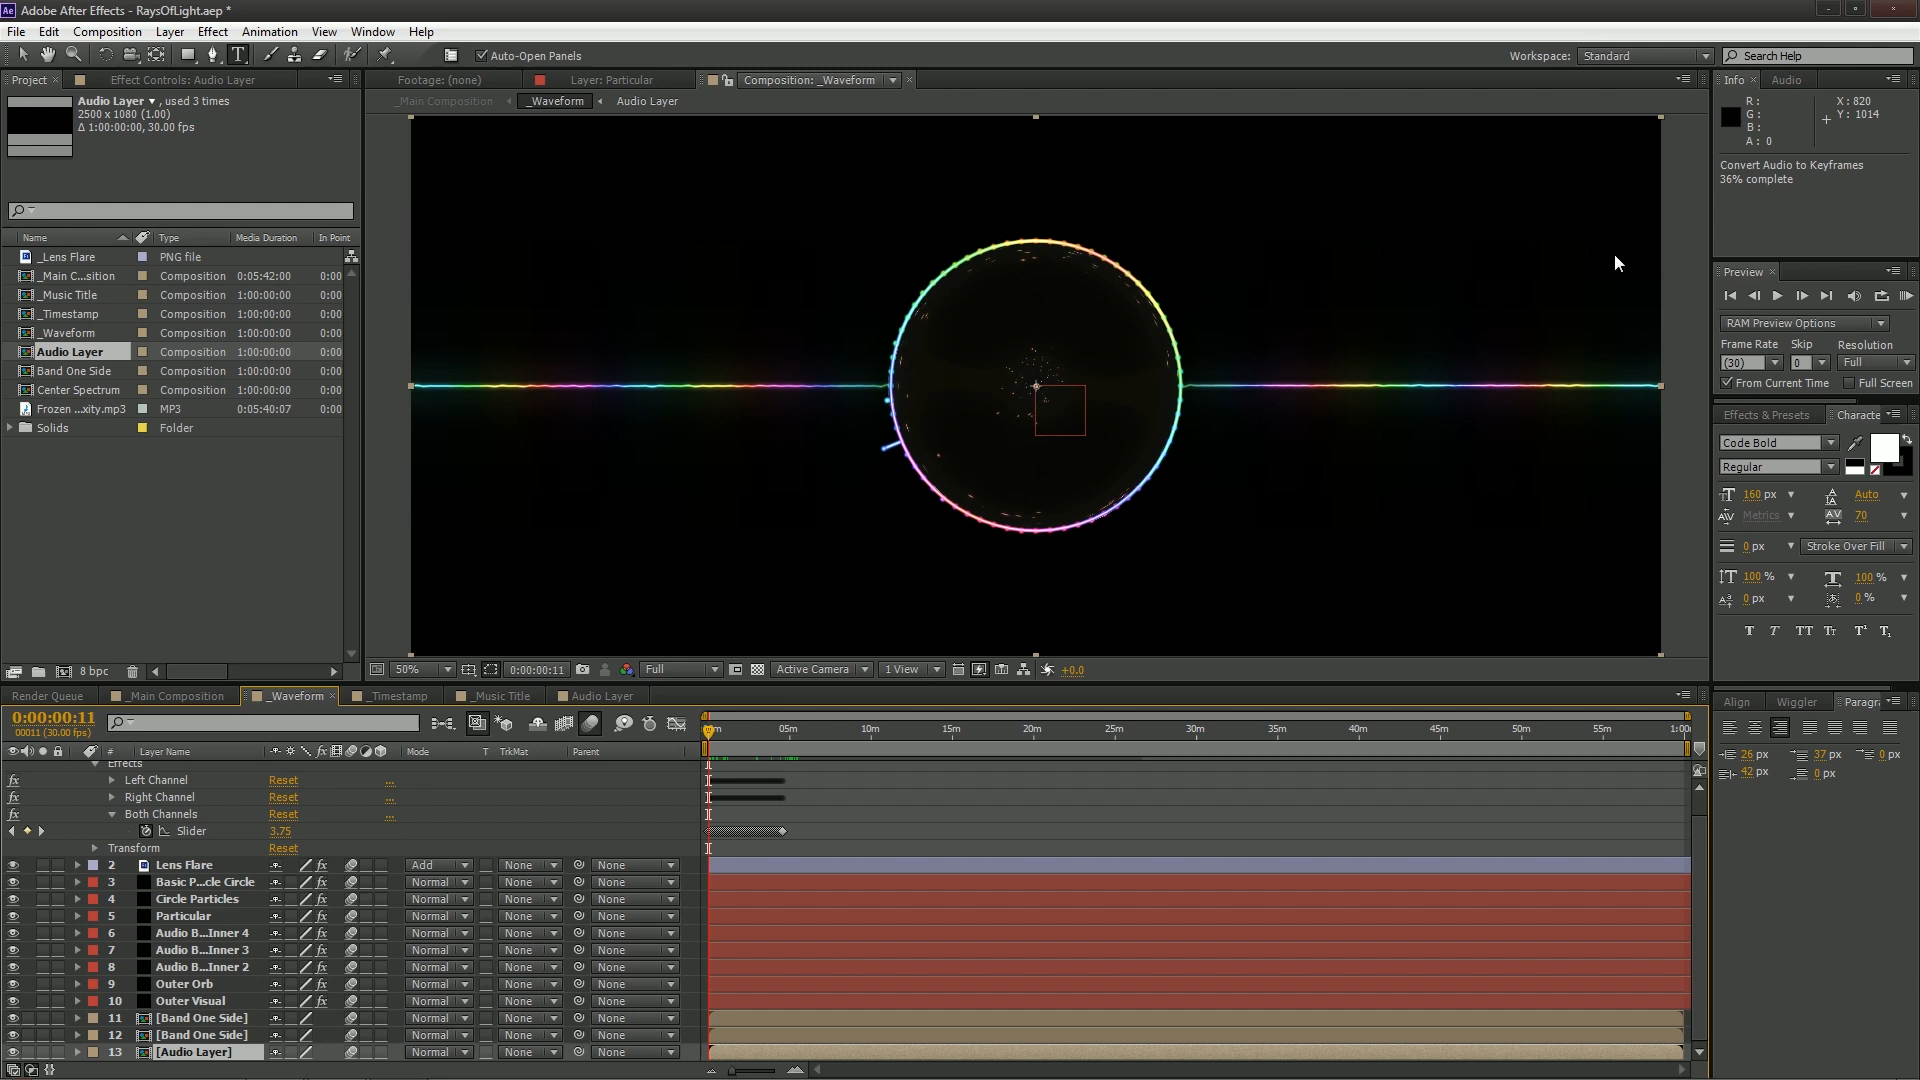 Adobe After Effects - RaysOfLight.aep *
File Edit Composition Layer Effect Animation View Window Help
Auto-Open Panels
Workspace: Standard
Search Help
Project
Effect Controls: Audio Layer
Footage: (none)
Layer: Particular
Composition: _Waveform
Info
Audio
Audio Layer , used 3 times
2500 x 1080 (1.00)
Δ 1:00:00:00, 30.00 fps
_Main Composition
_Waveform
Audio Layer
R :
G :
B :
A : 0
X : 820
Y : 1014
Convert Audio to Keyframes
36% complete
Name Type Media Duration In Point
_Lens Flare PNG file
_Main C...sition Composition 0:05:42:00 0:00
_Music Title Composition 1:00:00:00 0:00
_Timestamp Composition 1:00:00:00 0:00
_Waveform Composition 1:00:00:00 0:00
Audio Layer Composition 1:00:00:00 0:00
Band One Side Composition 1:00:00:00 0:00
Center Spectrum Composition 1:00:00:00 0:00
Frozen ...xity.mp3 MP3 0:05:40:07 0:00
Solids Folder
Preview
RAM Preview Options
Frame Rate Skip Resolution
(30) 0 Full
From Current Time Full Screen
Effects & Presets
Characte
Code Bold
Regular
160 px Auto
Metrics 70
0 px Stroke Over Fill
100 % 100 %
0 px 0 %
T T TT Tt T¹ T₁
8 bpc
50% 0:00:00:11 Full Active Camera 1 View +0.0
Render Queue _Main Composition _Waveform _Timestamp _Music Title Audio Layer
Align Wiggler Paragr
0:00:00:11
00011 (30.00 fps)
05m 10m 15m 20m 25m 30m 35m 40m 45m 50m 55m 1:00
26 px 37 px 0 px
42 px 0 px
# Layer Name fx Mode T TrkMat Parent
Effects
fx Left Channel Reset ...
fx Right Channel Reset ...
fx Both Channels Reset ...
Slider 3.75
Transform Reset
2 Lens Flare fx Add None None
3 Basic P...cle Circle fx Normal None None
4 Circle Particles fx Normal None None
5 Particular fx Normal None None
6 Audio B...Inner 4 fx Normal None None
7 Audio B...Inner 3 fx Normal None None
8 Audio B...Inner 2 fx Normal None None
9 Outer Orb fx Normal None None
10 Outer Visual fx Normal None None
11 [Band One Side] Normal None None
12 [Band One Side] Normal None None
13 [Audio Layer] Normal None None